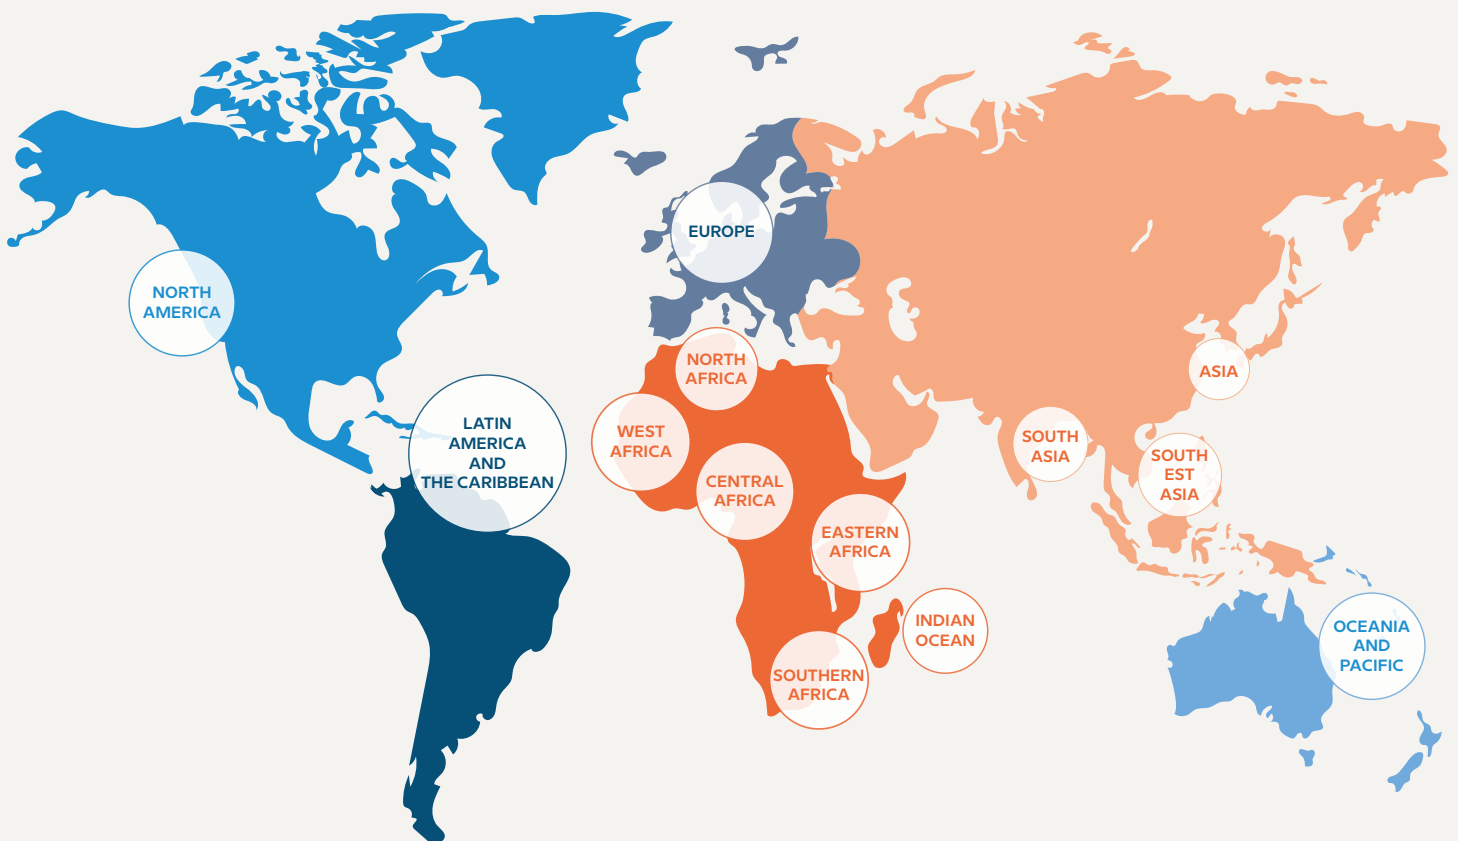 EUROPE
NORTH
AMERICA
NORTH
AFRICA
ASIA
LATIN
AMERICA
AND
THE CARIBBEAN
WEST
AFRICA
SOUTH
ASIA
SOUTH
EST
ASIA
CENTRAL
AFRICA
EASTERN
AFRICA
INDIAN
OCEAN
OCEANIA
AND
PACIFIC
SOUTHERN
AFRICA